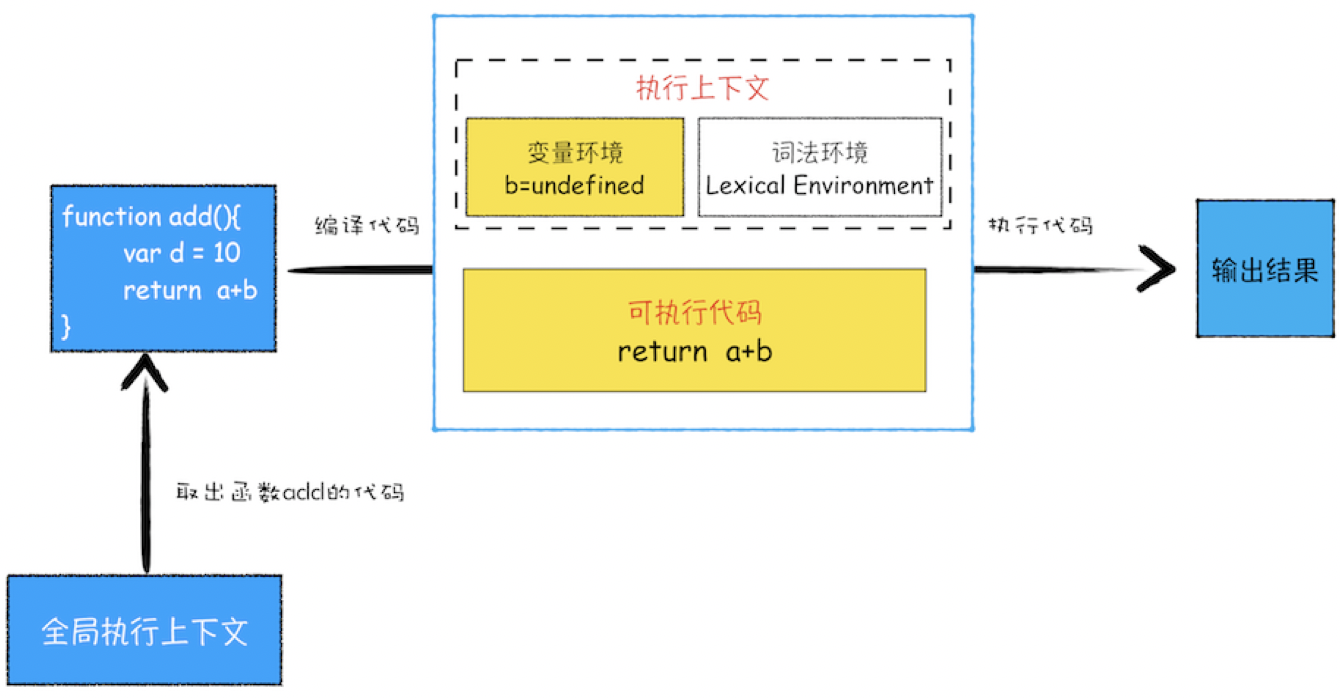 执行上下文
变量环境
b=undefined
词法环境
Lexical Environment
function add(){
var d = 10
return a+b
}
编译代码
可执行代码
return a+b
执行代码
输出结果
取出函数add的代码
全局执行上下文